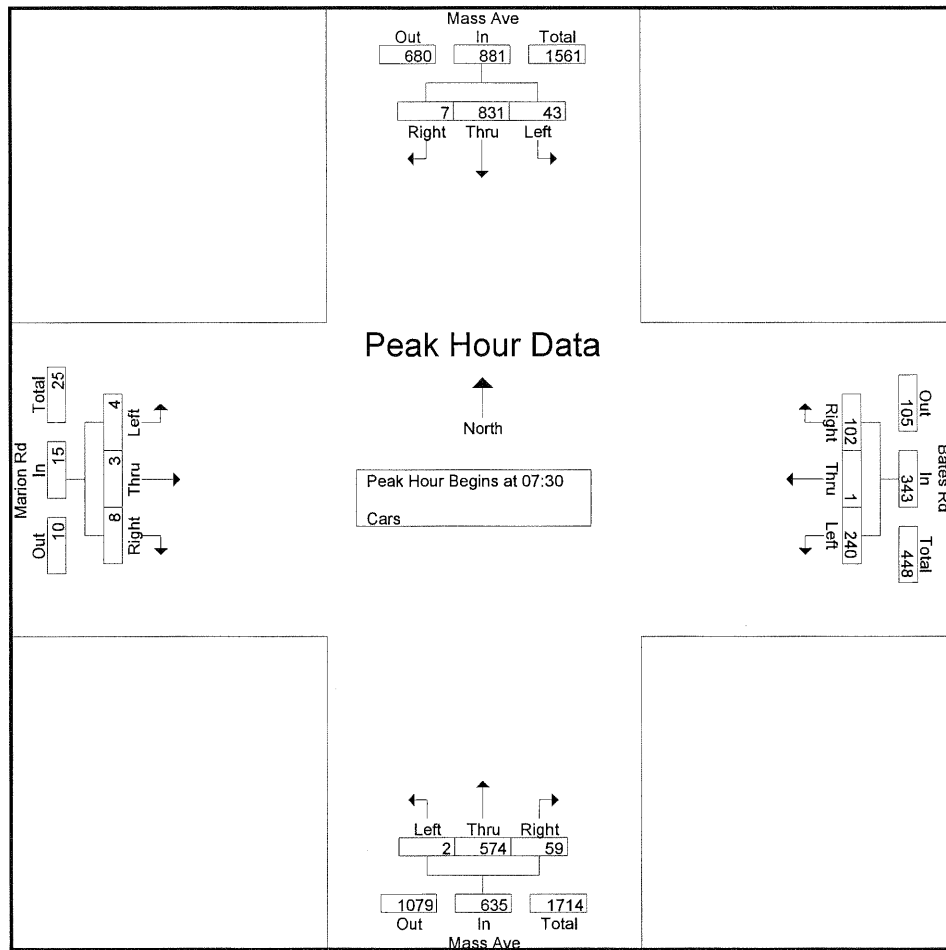 Mass Ave
Out In Total
680 881 1561
7 831 43
Right Thru Left
Peak Hour Data
North
Peak Hour Begins at 07:30
Cars
Marion Rd
Out In Total
10 15 25
Left Thru Right
4 3 8
Bates Rd
Out In Total
105 343 448
Right Thru Left
102 1 240
Left Thru Right
2 574 59
1079 635 1714
Out In Total
Mass Ave